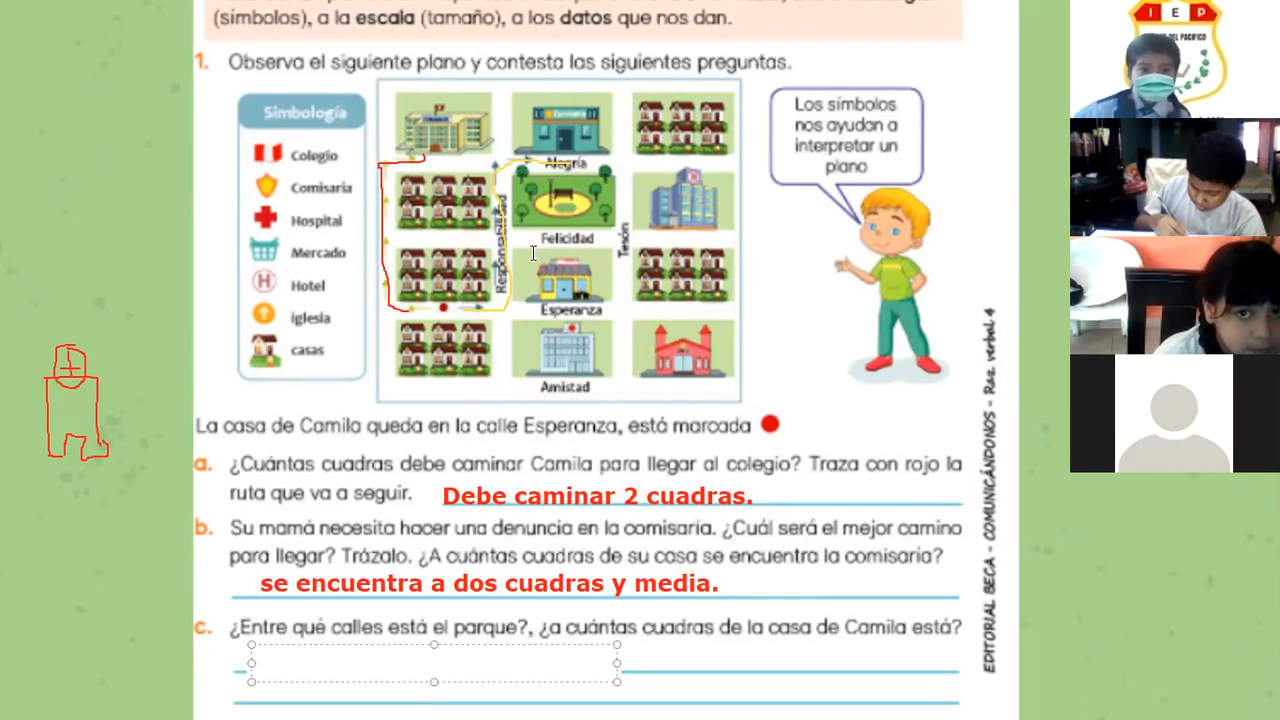 (símbolos), a la escala (tamaño), a los datos que nos dan.
1. Observa el siguiente plano y contesta las siguientes preguntas.
Simbología
Colegio
Comisaria
Hospital
Mercado
H Hotel
iglesia
casas
Alegría
Responsabilidad
Felicidad
Tesón
Esperanza
Amistad
Los símbolos
nos ayudan a
interpretar un
plano
I E P
DEL PACIFICO
EDITORIAL BECA - COMUNICÁNDONOS - Raz. verbal 4
La casa de Camila queda en la calle Esperanza, está marcada
a. ¿Cuántas cuadras debe caminar Camila para llegar al colegio? Traza con rojo la
ruta que va a seguir. Debe caminar 2 cuadras.
b. Su mamá necesita hacer una denuncia en la comisaría. ¿Cuál será el mejor camino
para llegar? Trázalo. ¿A cuántas cuadras de su casa se encuentra la comisaría?
se encuentra a dos cuadras y media.
c. ¿Entre qué calles está el parque?, ¿a cuántas cuadras de la casa de Camila está?